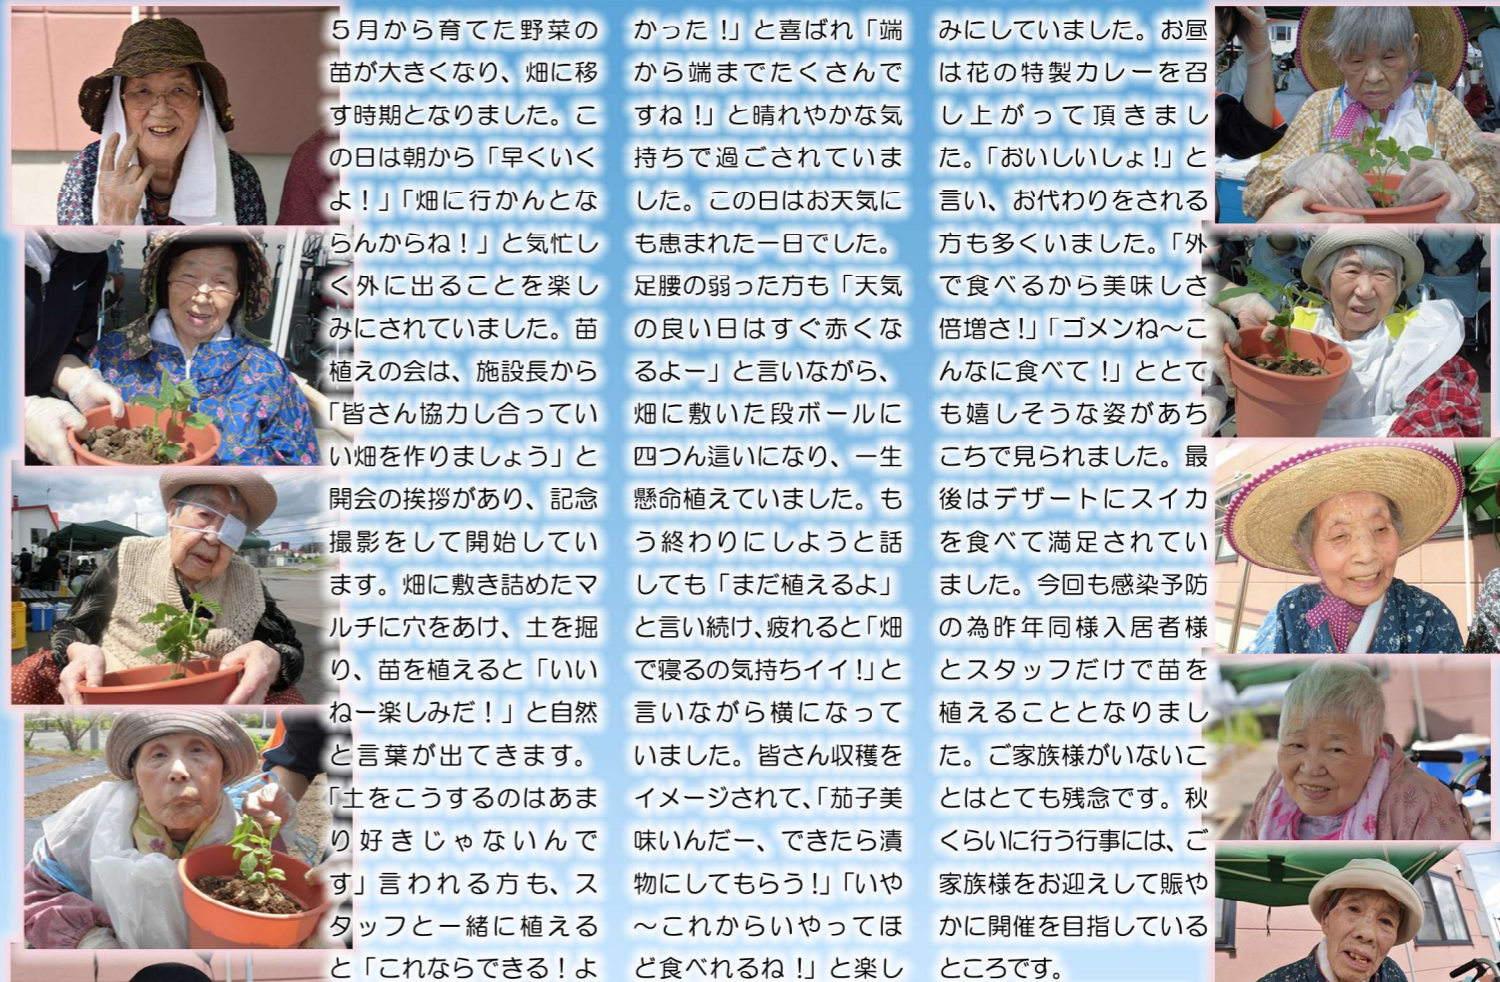 ５月から育てた野菜の
苗が大きくなり、畑に移
す時期となりました。こ
の日は朝から「早くいく
よ！」「畑に行かんとな
らんからね！」と気忙し
く外に出ることを楽し
みにされていました。苗
植えの会は、施設長から
「皆さん協力し合ってい
い畑を作りましょう」と
開会の挨拶があり、記念
撮影をして開始してい
ます。畑に敷き詰めたマ
ルチに穴をあけ、土を掘
り、苗を植えると「いい
ねー楽しみだ！」と自然
と言葉が出てきます。
「土をこうするのはあま
り好きじゃないんで
す」言われる方も、ス
タッフと一緒に植える
と「これならできる！よ
かった！」と喜ばれ「端
から端までたくさんで
すね！」と晴れやかな気
持ちで過ごされていま
した。この日はお天気に
も恵まれた一日でした。
足腰の弱った方も「天気
の良い日はすぐ赤くな
るよー」と言いながら、
畑に敷いた段ボールに
四つん這いになり、一生
懸命植えていました。も
う終わりにしようと話
しても「まだ植えるよ」
と言い続け、疲れると「畑
で寝るの気持ちイイ！」と
言いながら横になって
いました。皆さん収穫を
イメージされて、「茄子美
味いんだー、できたら漬
物にしてもらう！」「いや
～これからいやってほ
ど食べれるね！」と楽し
みにしていました。お昼
は花の特製カレーを召
し上がって頂きまし
た。「おいしいしょ！」と
言い、お代わりをされる
方も多くいました。「外
で食べるから美味しさ
倍増さ！」「ゴメンね～こ
んなに食べて！」ととて
も嬉しそうな姿があち
こちで見られました。最
後はデザートにスイカ
を食べて満足されてい
ました。今回も感染予防
の為昨年同様入居者様
とスタッフだけで苗を
植えることとなりまし
た。ご家族様がいないこ
とはとても残念です。秋
くらいに行う行事には、ご
家族様をお迎えして賑や
かに開催を目指している
ところです。